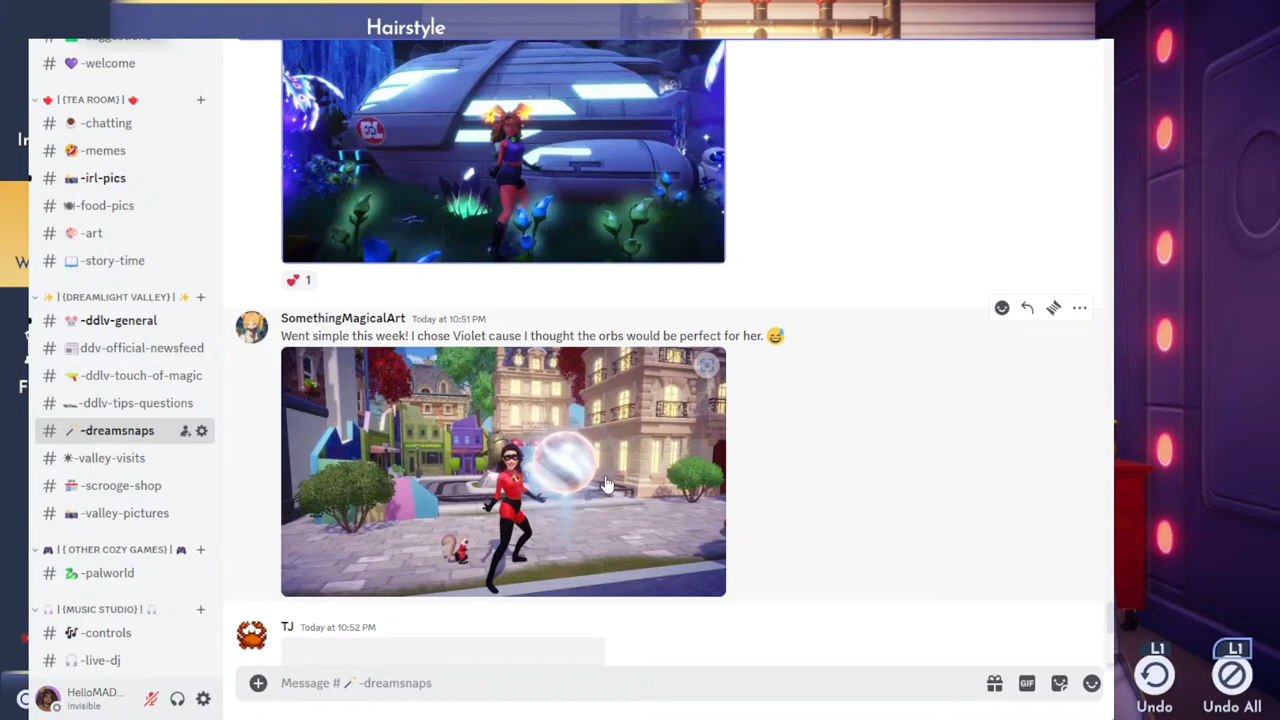 Hairstyle
-welcome
| {TEA ROOM} |
-chatting
-memes
-irl-pics
-food-pics
-art
-story-time
| {DREAMLIGHT VALLEY} |
-ddlv-general
ddv-official-newsfeed
-ddlv-touch-of-magic
-ddlv-tips-questions
-dreamsnaps
-valley-visits
-scrooge-shop
-valley-pictures
| { OTHER COZY GAMES} |
-palworld
| {MUSIC STUDIO} |
-controls
-live-dj
HelloMAD...
Invisible
1
SomethingMagicalArt Today at 10:51 PM
Went simple this week! I chose Violet cause I thought the orbs would be perfect for her.
TJ Today at 10:52 PM
Message # -dreamsnaps
GIF
L1 L1
Undo Undo All